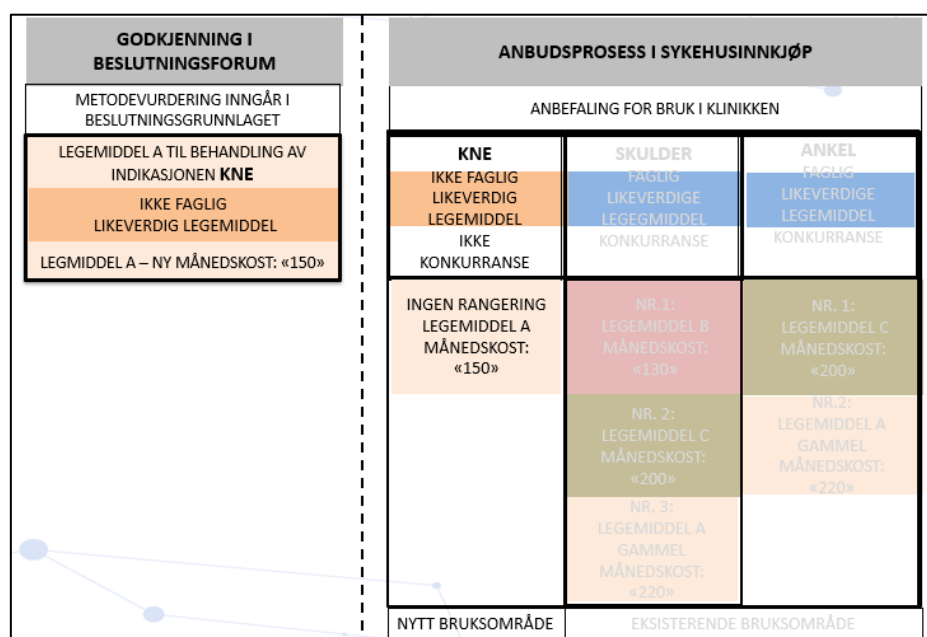 GODKJENNING I
BESLUTNINGSFORUM
METODEVURDERING INNGÅR I
BESLUTNINGSGRUNNLAGET
LEGEMIDDEL A TIL BEHANDLING AV
INDIKASJONEN KNE
IKKE FAGLIG
LIKEVERDIG LEGEMIDDEL
LEGMIDDEL A – NY MÅNEDSKOST: «150»
ANBUDSPROSESS I SYKEHUSINNKJØP
ANBEFALING FOR BRUK I KLINIKKEN
KNE
IKKE FAGLIG
LIKEVERDIG
LEGEMIDDEL
IKKE
KONKURRANSE
INGEN RANGERING
LEGEMIDDEL A
MÅNEDSKOST:
«150»
NYTT BRUKSOMRÅDE
SKULDER
FAGLIG
LIKEVERDIGE
LEGEGMIDDEL
KONKURRANSE
NR.1:
LEGEMIDDEL B
MÅNEDSKOST:
«130»
NR. 2:
LEGEMIDDEL C
MÅNEDSKOST:
«200»
NR. 3:
LEGEMIDDEL A
GAMMEL
MÅNEDSKOST:
«220»
ANKEL
FAGLIG
LIKEVERDIGE
LEGEMIDDEL
KONKURRANSE
NR. 1:
LEGEMIDDEL C
MÅNEDSKOST:
«200»
NR.2:
LEGEMIDDEL A
GAMMEL
MÅNEDSKOST:
«220»
EKSISTERENDE BRUKSOMRÅDE